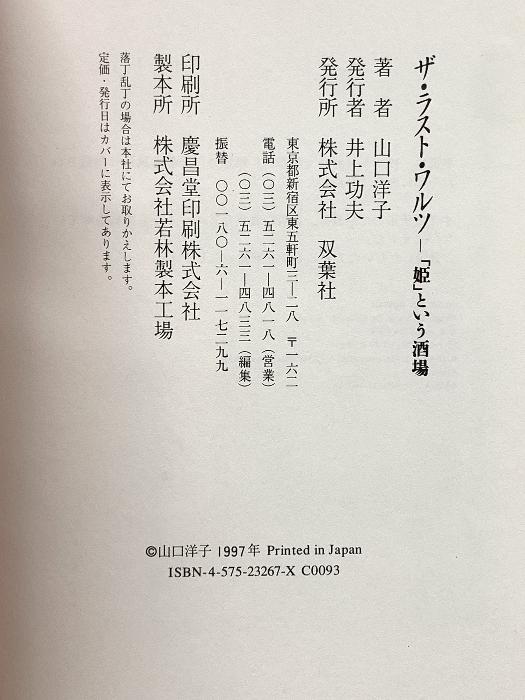 ザ・ラスト・ワルツ―「姫」という酒場
著者　山口洋子
発行者　井上功夫
発行所　株式会社　双葉社
東京都新宿区東五軒町三―二八　〒一六二
電話（〇三）五二六一―四八一八（営業）
（〇三）五二六一―四八三三（編集）
振替　〇〇一八〇―六―一一七二九九
印刷所　慶昌堂印刷株式会社
製本所　株式会社若林製本工場
落丁乱丁の場合は本社にてお取りかえします。
定価・発行日はカバーに表示してあります。
©山口洋子 1997年 Printed in Japan
ISBN-4-575-23267-X C0093